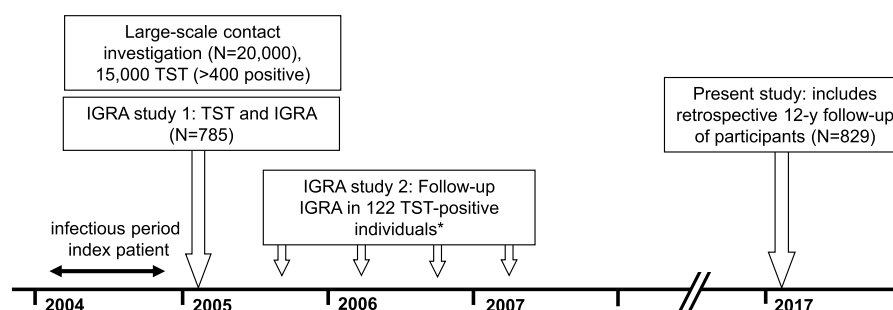 Large-scale contact
investigation (N=20,000),
15,000 TST (>400 positive)
IGRA study 1: TST and IGRA
(N=785)
Present study: includes
retrospective 12-y follow-up
of participants (N=829)
IGRA study 2: Follow-up
IGRA in 122 TST-positive
individuals*
infectious period
index patient
2004
2005
2006
2007
2017